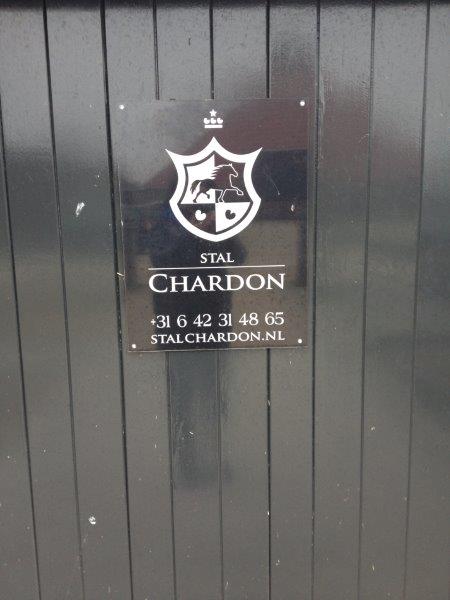 STAL
CHARDON
+31 6 42 31 48 65
STALCHARDON.NL